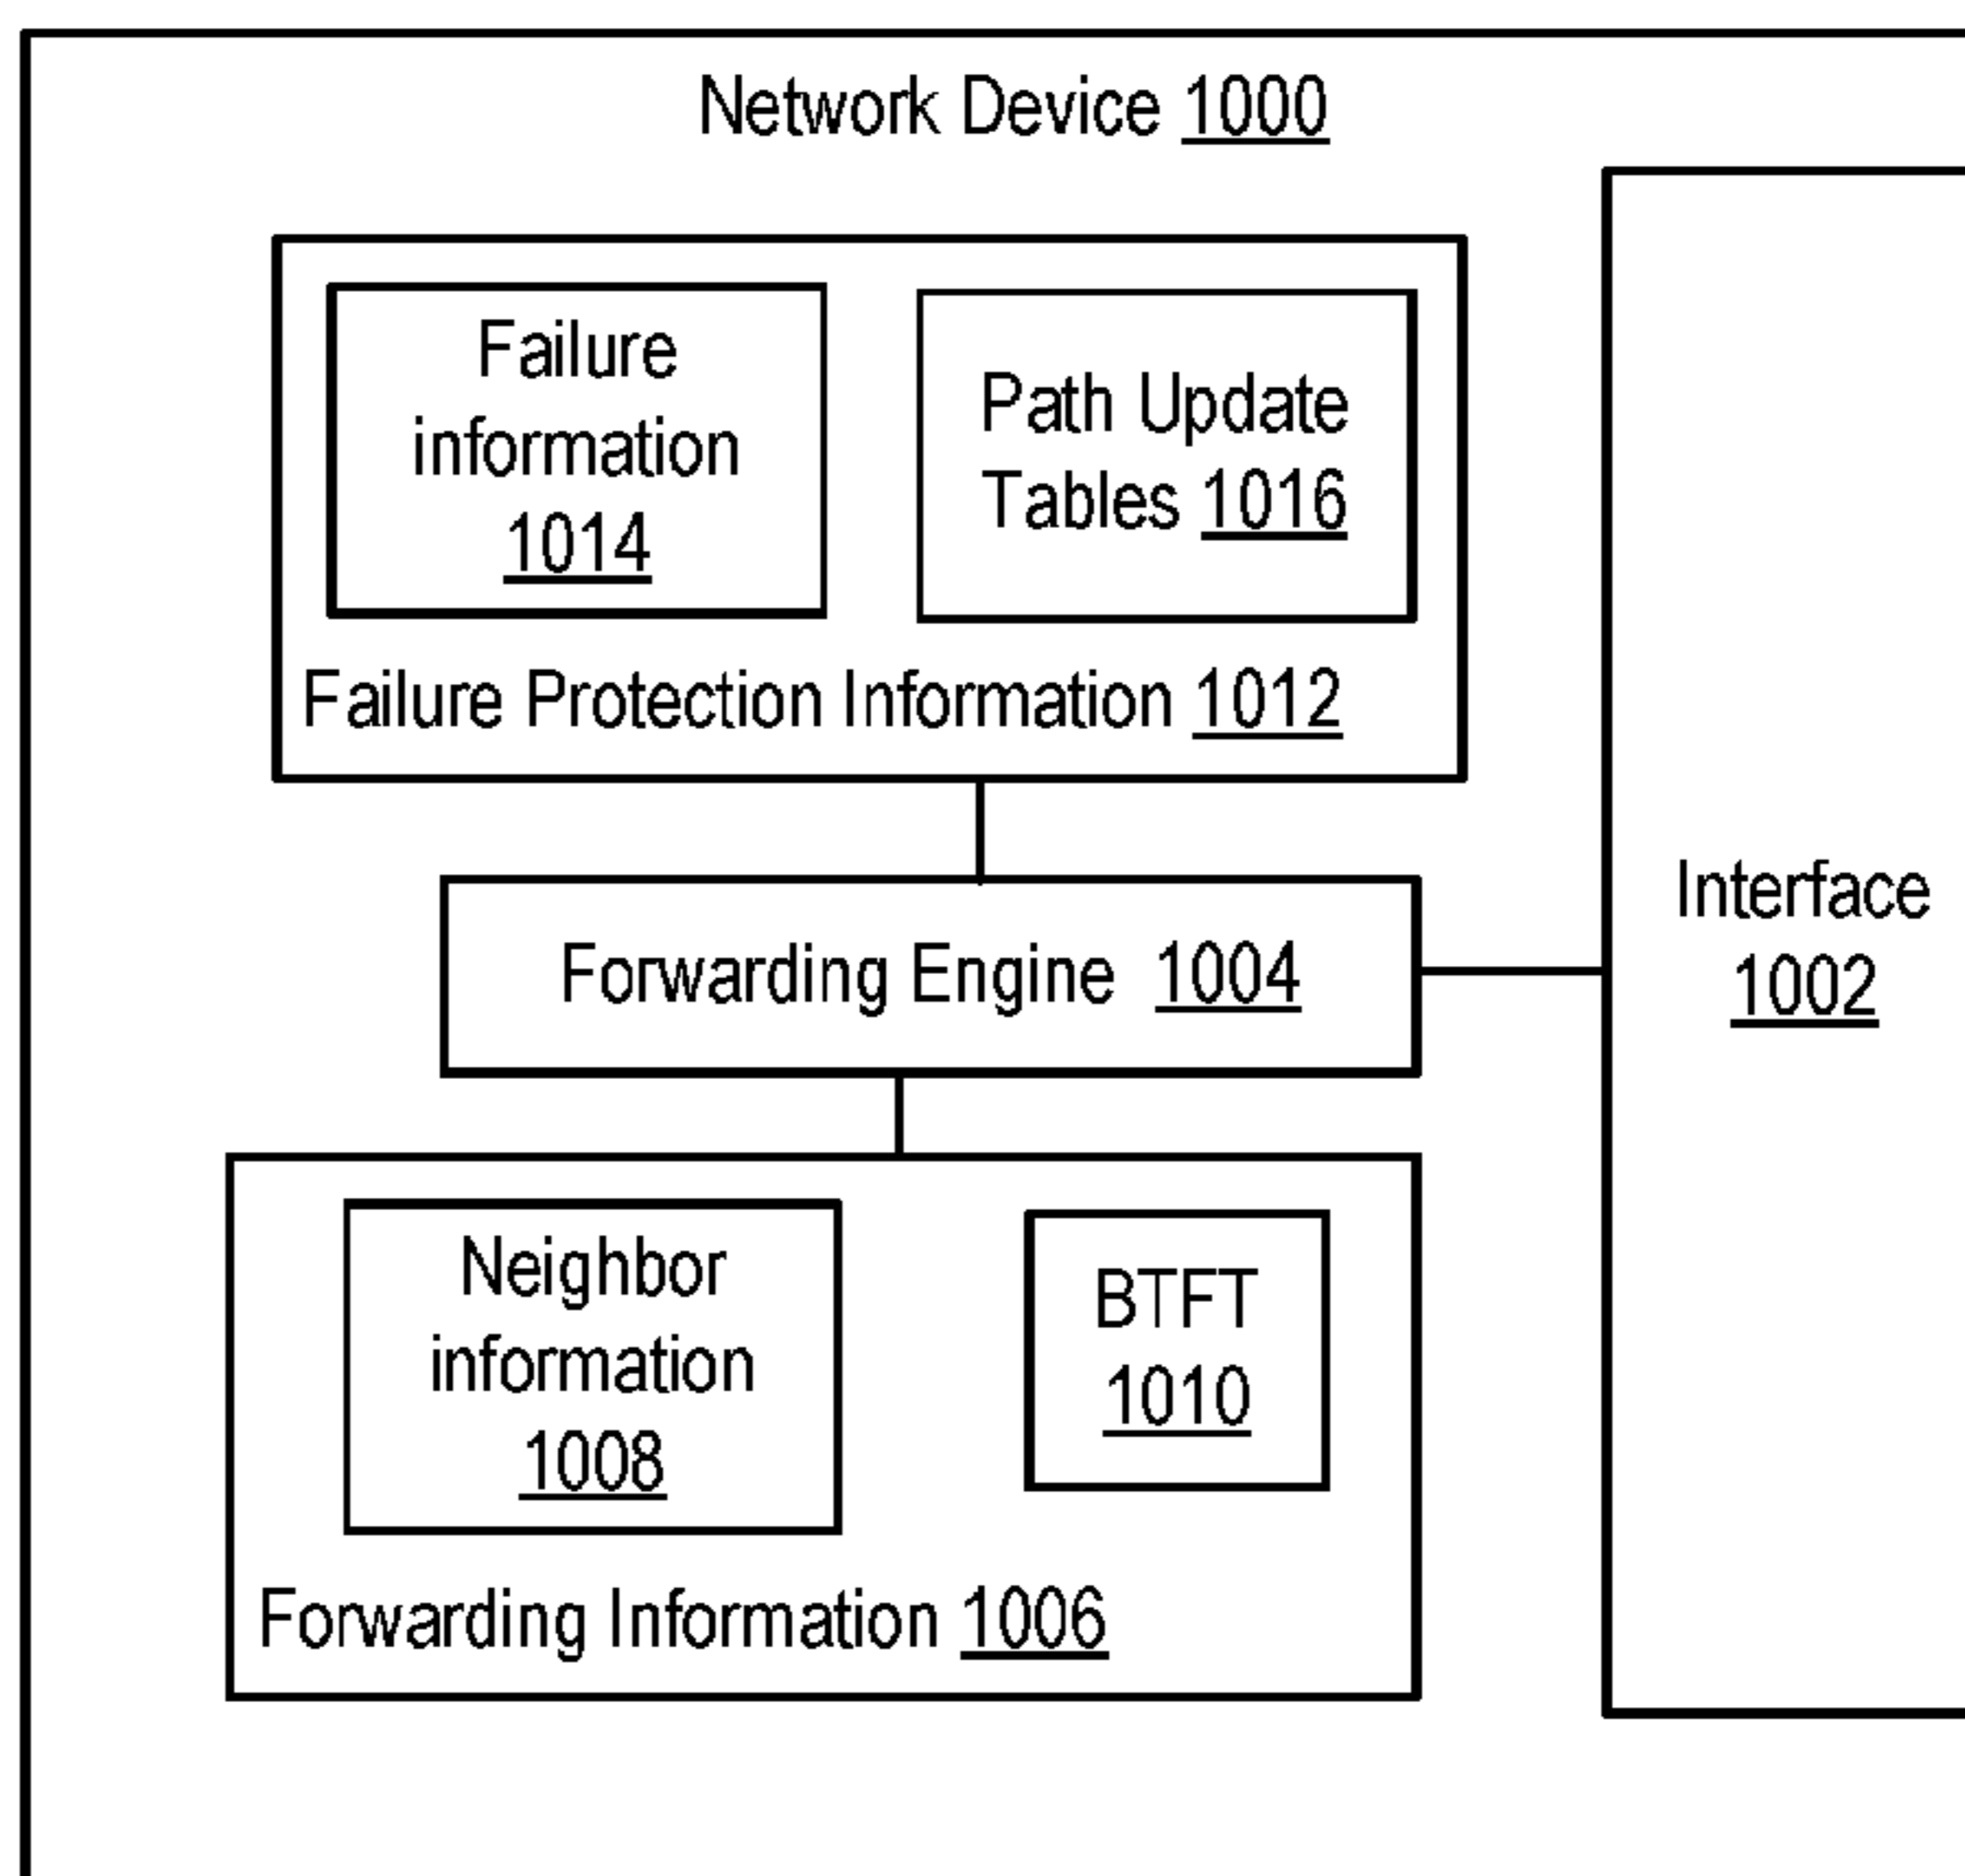 Network Device 1000
Failure
information
1014
Path Update
Tables 1016
Failure Protection Information 1012
Forwarding Engine 1004
Interface
1002
Neighbor
information
1008
BTFT
1010
Forwarding Information 1006